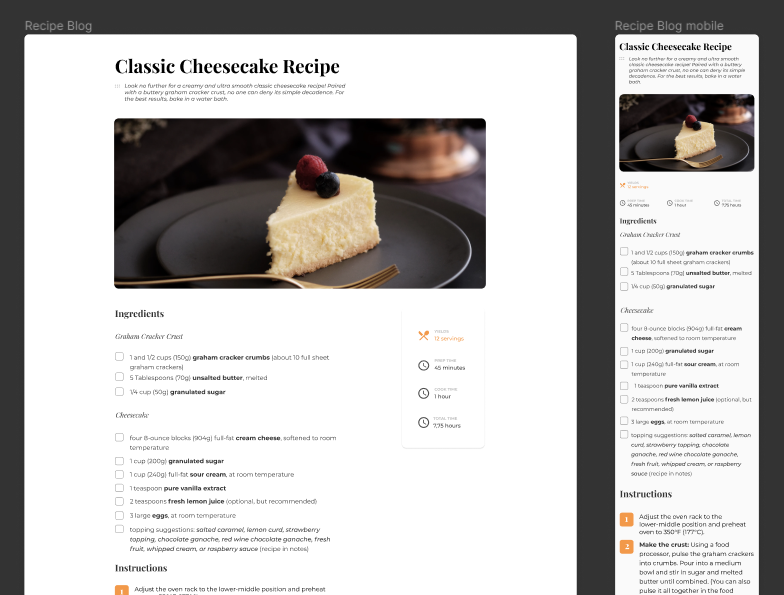 Recipe Blog
Classic Cheesecake Recipe
Look no further for a creamy and ultra smooth classic cheesecake recipe! Paired
with a buttery graham cracker crust, no one can deny its simple decadence. For
the best results, bake in a water bath.
Ingredients
Graham Cracker Crust
1 and 1/2 cups (150g) graham cracker crumbs (about 10 full sheet
graham crackers)
5 Tablespoons (70g) unsalted butter, melted
1/4 cup (50g) granulated sugar
Cheesecake
four 8-ounce blocks (904g) full-fat cream cheese, softened to room
temperature
1 cup (200g) granulated sugar
1 cup (240g) full-fat sour cream, at room temperature
1 teaspoon pure vanilla extract
2 teaspoons fresh lemon juice (optional, but recommended)
3 large eggs, at room temperature
topping suggestions: salted caramel, lemon curd, strawberry
topping, chocolate ganache, red wine chocolate ganache, fresh
fruit, whipped cream, or raspberry sauce (recipe in notes)
Instructions
1 Adjust the oven rack to the lower-middle position and preheat
YIELDS
12 servings
PREP TIME
45 minutes
COOK TIME
1 hour
TOTAL TIME
7,75 hours
Recipe Blog mobile
Classic Cheesecake Recipe
Look no further for a creamy and ultra smooth
classic cheesecake recipe! Paired with a buttery
graham cracker crust, no one can deny its simple
decadence. For the best results, bake in a water
bath.
YIELDS
12 servings
PREP TIME
45 minutes
COOK TIME
1 hour
TOTAL TIME
7,75 hours
Ingredients
Graham Cracker Crust
1 and 1/2 cups (150g) graham cracker crumbs
(about 10 full sheet graham crackers)
5 Tablespoons (70g) unsalted butter, melted
1/4 cup (50g) granulated sugar
Cheesecake
four 8-ounce blocks (904g) full-fat cream
cheese, softened to room temperature
1 cup (200g) granulated sugar
1 cup (240g) full-fat sour cream, at room
temperature
1 teaspoon pure vanilla extract
2 teaspoons fresh lemon juice (optional, but
recommended)
3 large eggs, at room temperature
topping suggestions: salted caramel, lemon
curd, strawberry topping, chocolate
ganache, red wine chocolate ganache,
fresh fruit, whipped cream, or raspberry
sauce (recipe in notes)
Instructions
1 Adjust the oven rack to the
lower-middle position and preheat
oven to 350°F (177°C).
2 Make the crust: Using a food
processor, pulse the graham crackers
into crumbs. Pour into a medium
bowl and stir in sugar and melted
butter until combined. (You can also
pulse it all together in the food